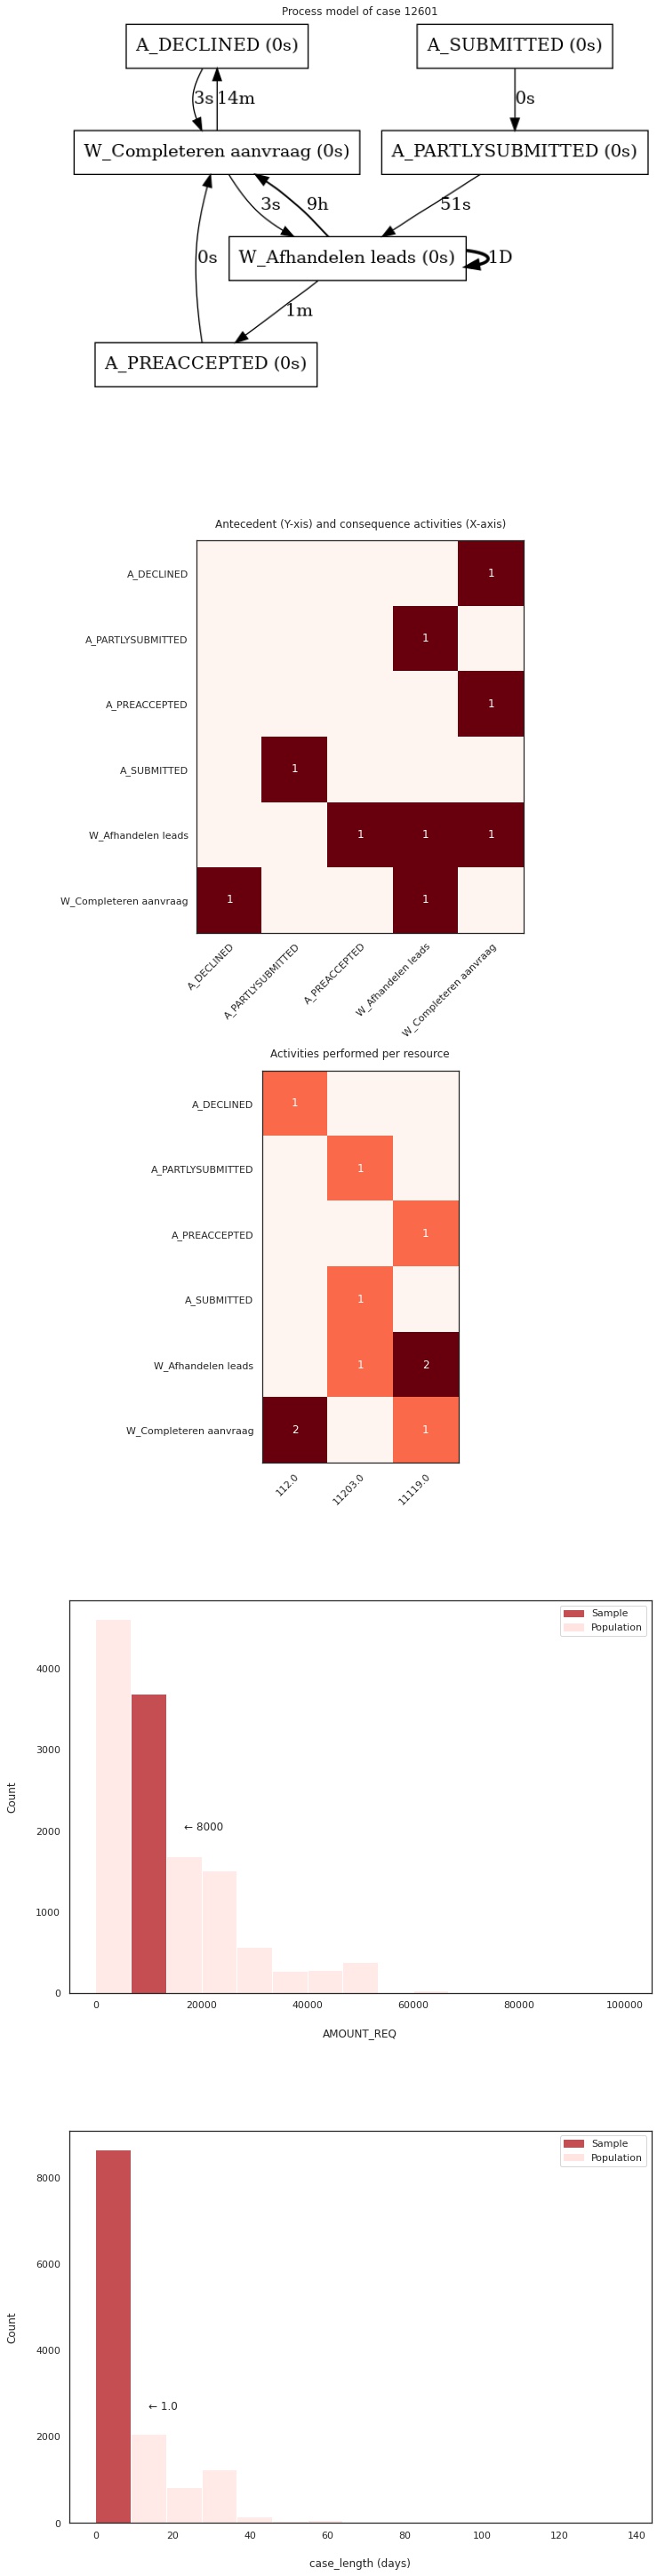 Process model of case 12601
A_DECLINED (0s)
A_SUBMITTED (0s)
3s
14m
0s
W_Completeren aanvraag (0s)
A_PARTLYSUBMITTED (0s)
3s
9h
51s
0s
W_Afhandelen leads (0s)
1D
1m
A_PREACCEPTED (0s)
Antecedent (Y-xis) and consequence activities (X-axis)
A_DECLINED
1
A_PARTLYSUBMITTED
1
A_PREACCEPTED
1
A_SUBMITTED
1
W_Afhandelen leads
1
1
1
W_Completeren aanvraag
1
1
A_DECLINED
A_PARTLYSUBMITTED
A_PREACCEPTED
W_Afhandelen leads
W_Completeren aanvraag
Activities performed per resource
A_DECLINED
1
A_PARTLYSUBMITTED
1
A_PREACCEPTED
1
A_SUBMITTED
1
W_Afhandelen leads
1
2
W_Completeren aanvraag
2
1
112.0
11203.0
11119.0
Sample
Population
4000
3000
2000
1000
0
Count
← 8000
0
20000
40000
60000
80000
100000
AMOUNT_REQ
Sample
Population
8000
6000
4000
2000
0
Count
← 1.0
0
20
40
60
80
100
120
140
case_length (days)